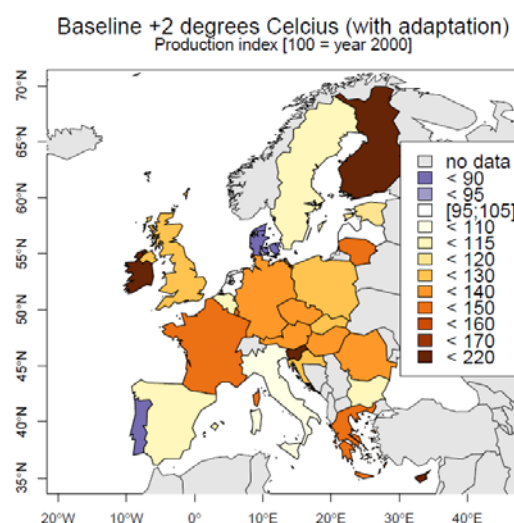 Baseline +2 degrees Celcius (with adaptation)
Production index [100 = year 2000]
70°N
65°N
60°N
55°N
50°N
45°N
40°N
35°N
no data
< 90
< 95
[95;105]
< 110
< 115
< 120
< 130
< 140
< 150
< 160
< 170
< 220
20°W
10°W
0°
10°E
20°E
30°E
40°E